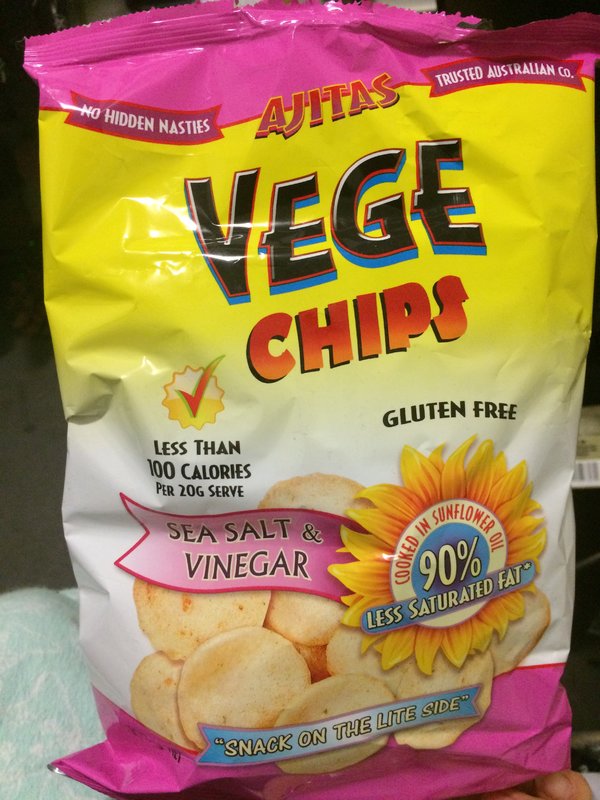 NO HIDDEN NASTIES
AJITAS
TRUSTED AUSTRALIAN CO.
VEGE
CHIPS
LESS THAN
100 CALORIES
PER 20G SERVE
GLUTEN FREE
SEA SALT &
VINEGAR
COOKED IN SUNFLOWER OIL
90%
LESS SATURATED FAT*
"SNACK ON THE LITE SIDE"